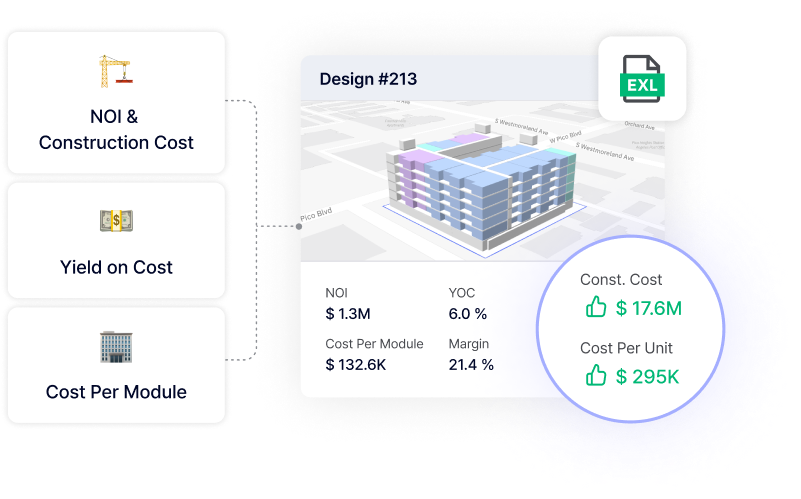 NOI &
Construction Cost
Yield on Cost
Cost Per Module
Design #213
EXL
S Westmoreland Ave
W Pico Blvd
Orchard Ave
S Westmoreland Ave
Pico Blvd
NOI
YOC
$ 1.3M
6.0 %
Cost Per Module
Margin
$ 132.6K
21.4 %
Const. Cost
$ 17.6M
Cost Per Unit
$ 295K